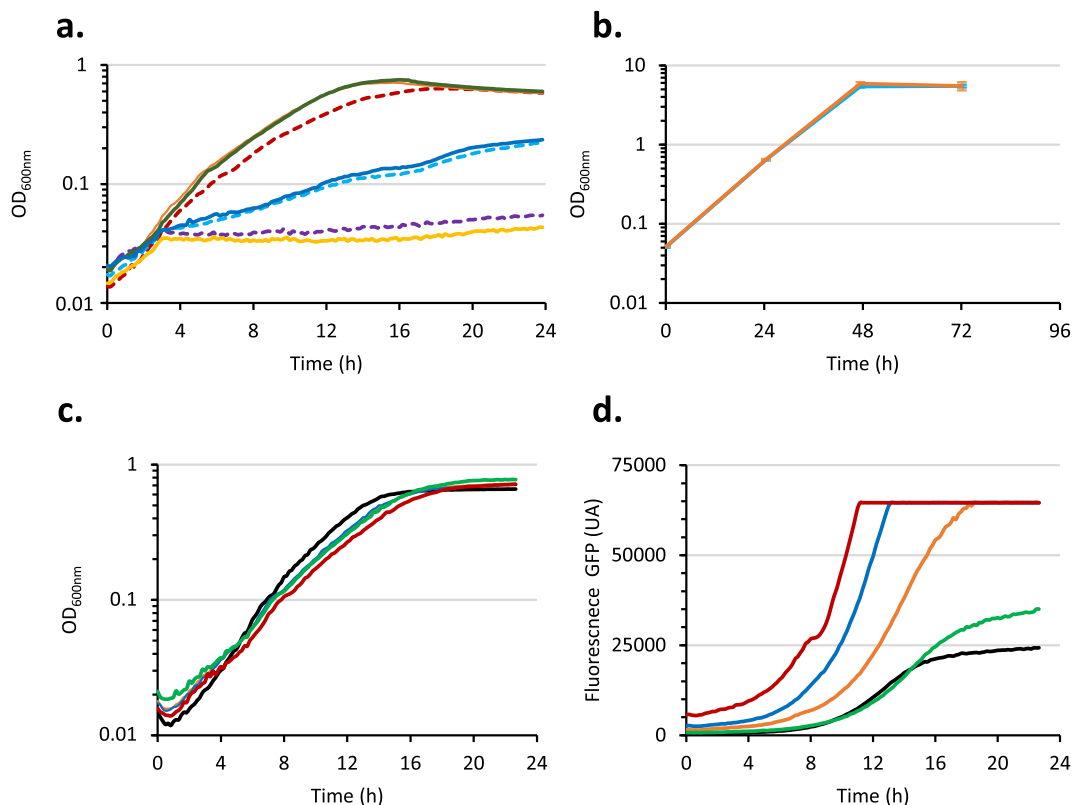 a.
1
0.1
0.01
OD600nm
0 4 8 12 16 20 24
Time (h)
b.
10
1
0.1
0.01
OD600nm
0 24 48 72 96
Time (h)
c.
1
0.1
0.01
OD600nm
0 4 8 12 16 20 24
Time (h)
d.
75000
50000
25000
0
Fluorescnece GFP (UA)
0 4 8 12 16 20 24
Time (h)